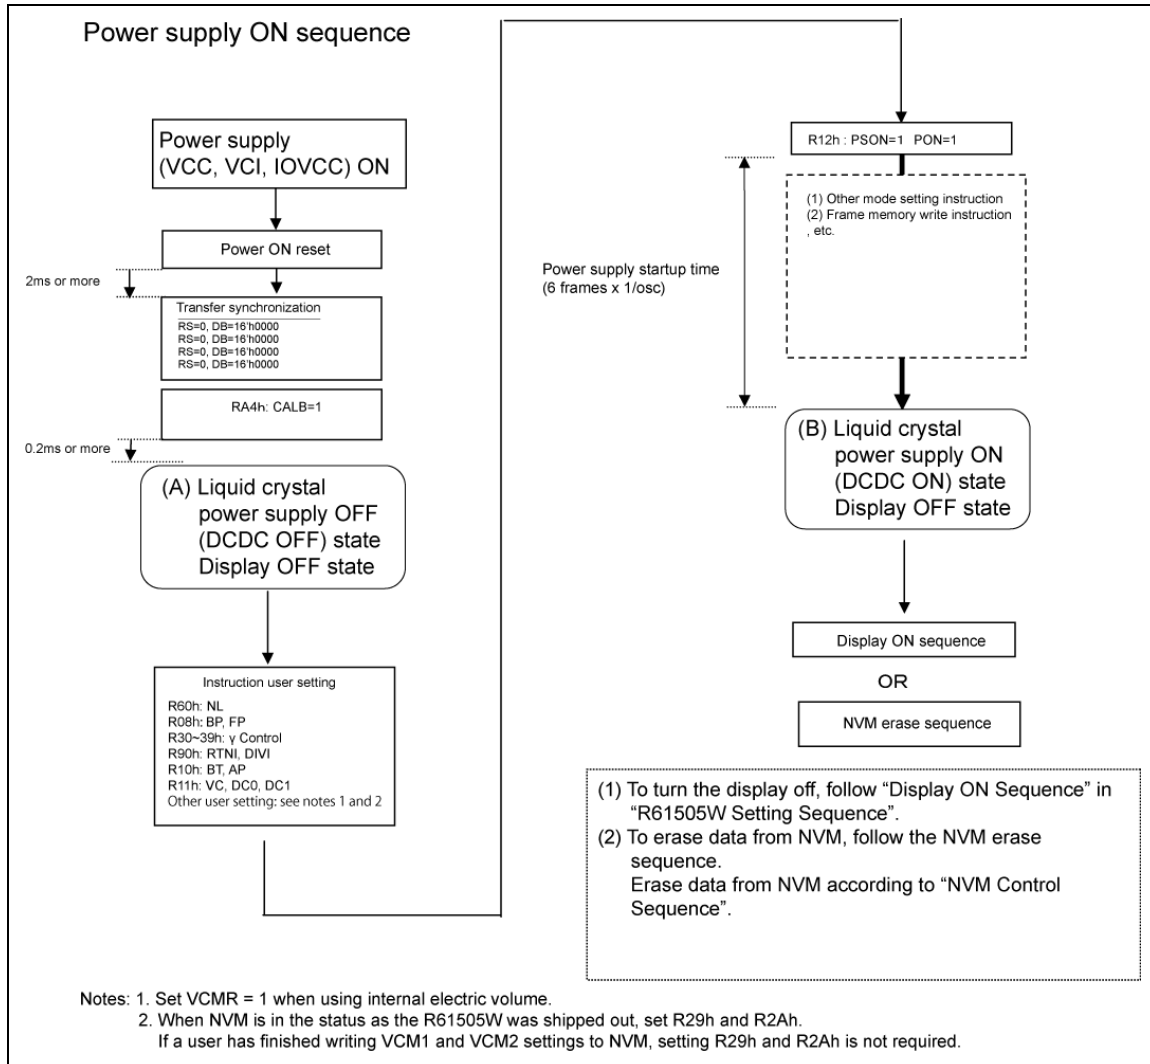 Power supply ON sequence
Power supply
(VCC, VCI, IOVCC) ON
Power ON reset
2ms or more
Transfer synchronization
RS=0, DB=16'h0000
RS=0, DB=16'h0000
RS=0, DB=16'h0000
RS=0, DB=16'h0000
RA4h: CALB=1
0.2ms or more
(A) Liquid crystal
power supply OFF
(DCDC OFF) state
Display OFF state
Instruction user setting
R60h: NL
R08h: BP, FP
R30~39h: γ Control
R90h: RTNI, DIVI
R10h: BT, AP
R11h: VC, DC0, DC1
Other user setting: see notes 1 and 2
R12h : PSON=1 PON=1
(1) Other mode setting instruction
(2) Frame memory write instruction
, etc.
Power supply startup time
(6 frames x 1/osc)
(B) Liquid crystal
power supply ON
(DCDC ON) state
Display OFF state
Display ON sequence
OR
NVM erase sequence
(1) To turn the display off, follow “Display ON Sequence” in
“R61505W Setting Sequence”.
(2) To erase data from NVM, follow the NVM erase
sequence.
Erase data from NVM according to “NVM Control
Sequence”.
Notes: 1. Set VCMR = 1 when using internal electric volume.
2. When NVM is in the status as the R61505W was shipped out, set R29h and R2Ah.
If a user has finished writing VCM1 and VCM2 settings to NVM, setting R29h and R2Ah is not required.